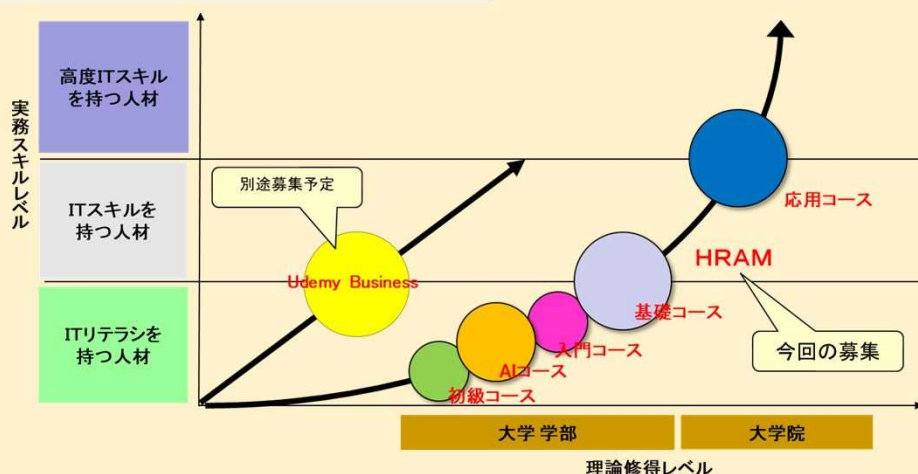 高度ITスキル
を持つ人材
実務スキルレベル
ITスキルを
持つ人材
ITリテラシを
持つ人材
別途募集予定
Udemy Business
応用コース
HRAM
基礎コース
今回の募集
入門コース
AIコース
初級コース
大学 学部
大学院
理論修得レベル